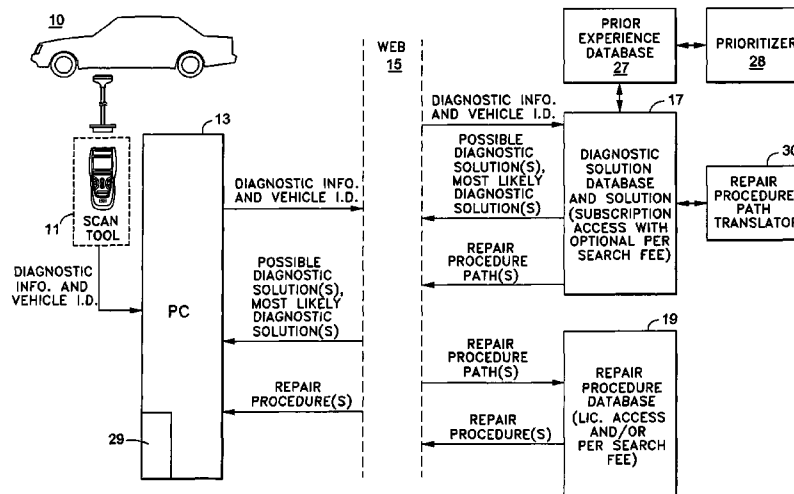 10
11
SCAN
TOOL
DIAGNOSTIC
INFO. AND
VEHICLE I.D.
13
PC
29
DIAGNOSTIC INFO.
AND VEHICLE I.D.
POSSIBLE
DIAGNOSTIC
SOLUTION(S),
MOST LIKELY
DIAGNOSTIC
SOLUTION(S)
REPAIR
PROCEDURE(S)
WEB
15
DIAGNOSTIC INFO.
AND VEHICLE I.D.
POSSIBLE
DIAGNOSTIC
SOLUTION(S),
MOST LIKELY
DIAGNOSTIC
SOLUTION(S)
REPAIR
PROCEDURE
PATH(S)
REPAIR
PROCEDURE
PATH(S)
REPAIR
PROCEDURE(S)
PRIOR
EXPERIENCE
DATABASE
27
PRIORITIZER
28
17
DIAGNOSTIC
SOLUTION
DATABASE
AND SOLUTION
(SUBSCRIPTION
ACCESS WITH
OPTIONAL PER
SEARCH FEE)
30
REPAIR
PROCEDURE
PATH
TRANSLATOR
19
REPAIR
PROCEDURE
DATABASE
(LIC. ACCESS
AND/OR
PER SEARCH
FEE)